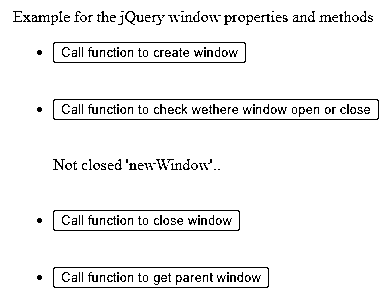 Example for the jQuery window properties and methods
Call function to create window
Call function to check wethere window open or close
Not closed 'newWindow'..
Call function to close window
Call function to get parent window